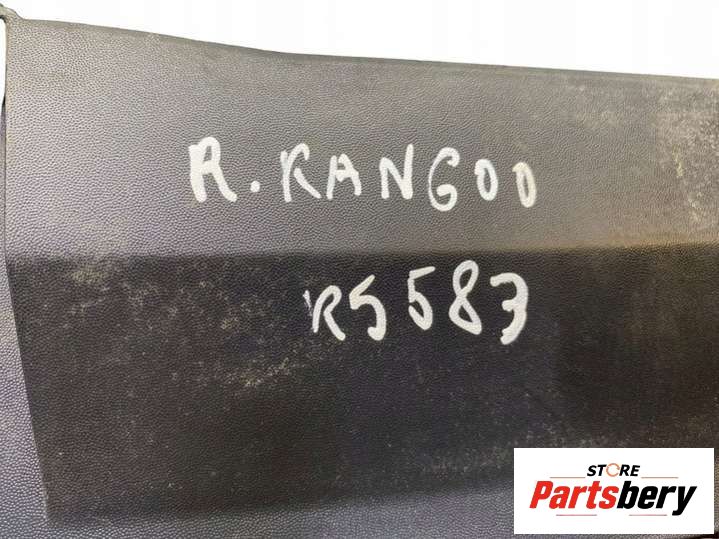 R. KANGOO
R5583
STORE
Partsbery